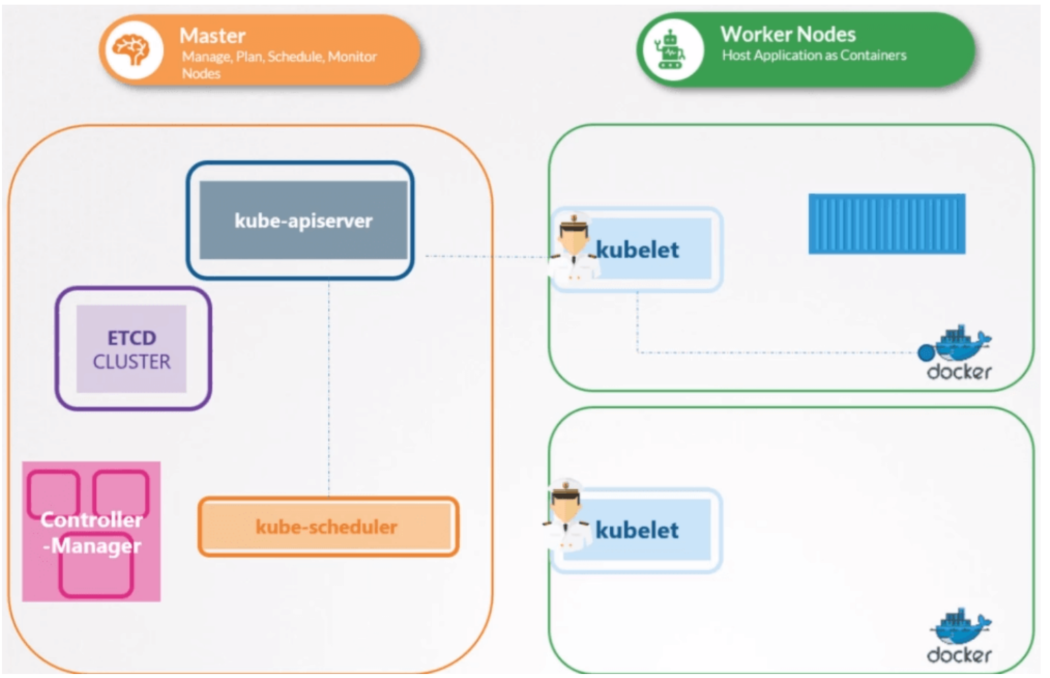 Master
Manage, Plan, Schedule, Monitor
Nodes
Worker Nodes
Host Application as Containers
kube-apiserver
ETCD
CLUSTER
Controller
-Manager
kube-scheduler
kubelet
docker
kubelet
docker